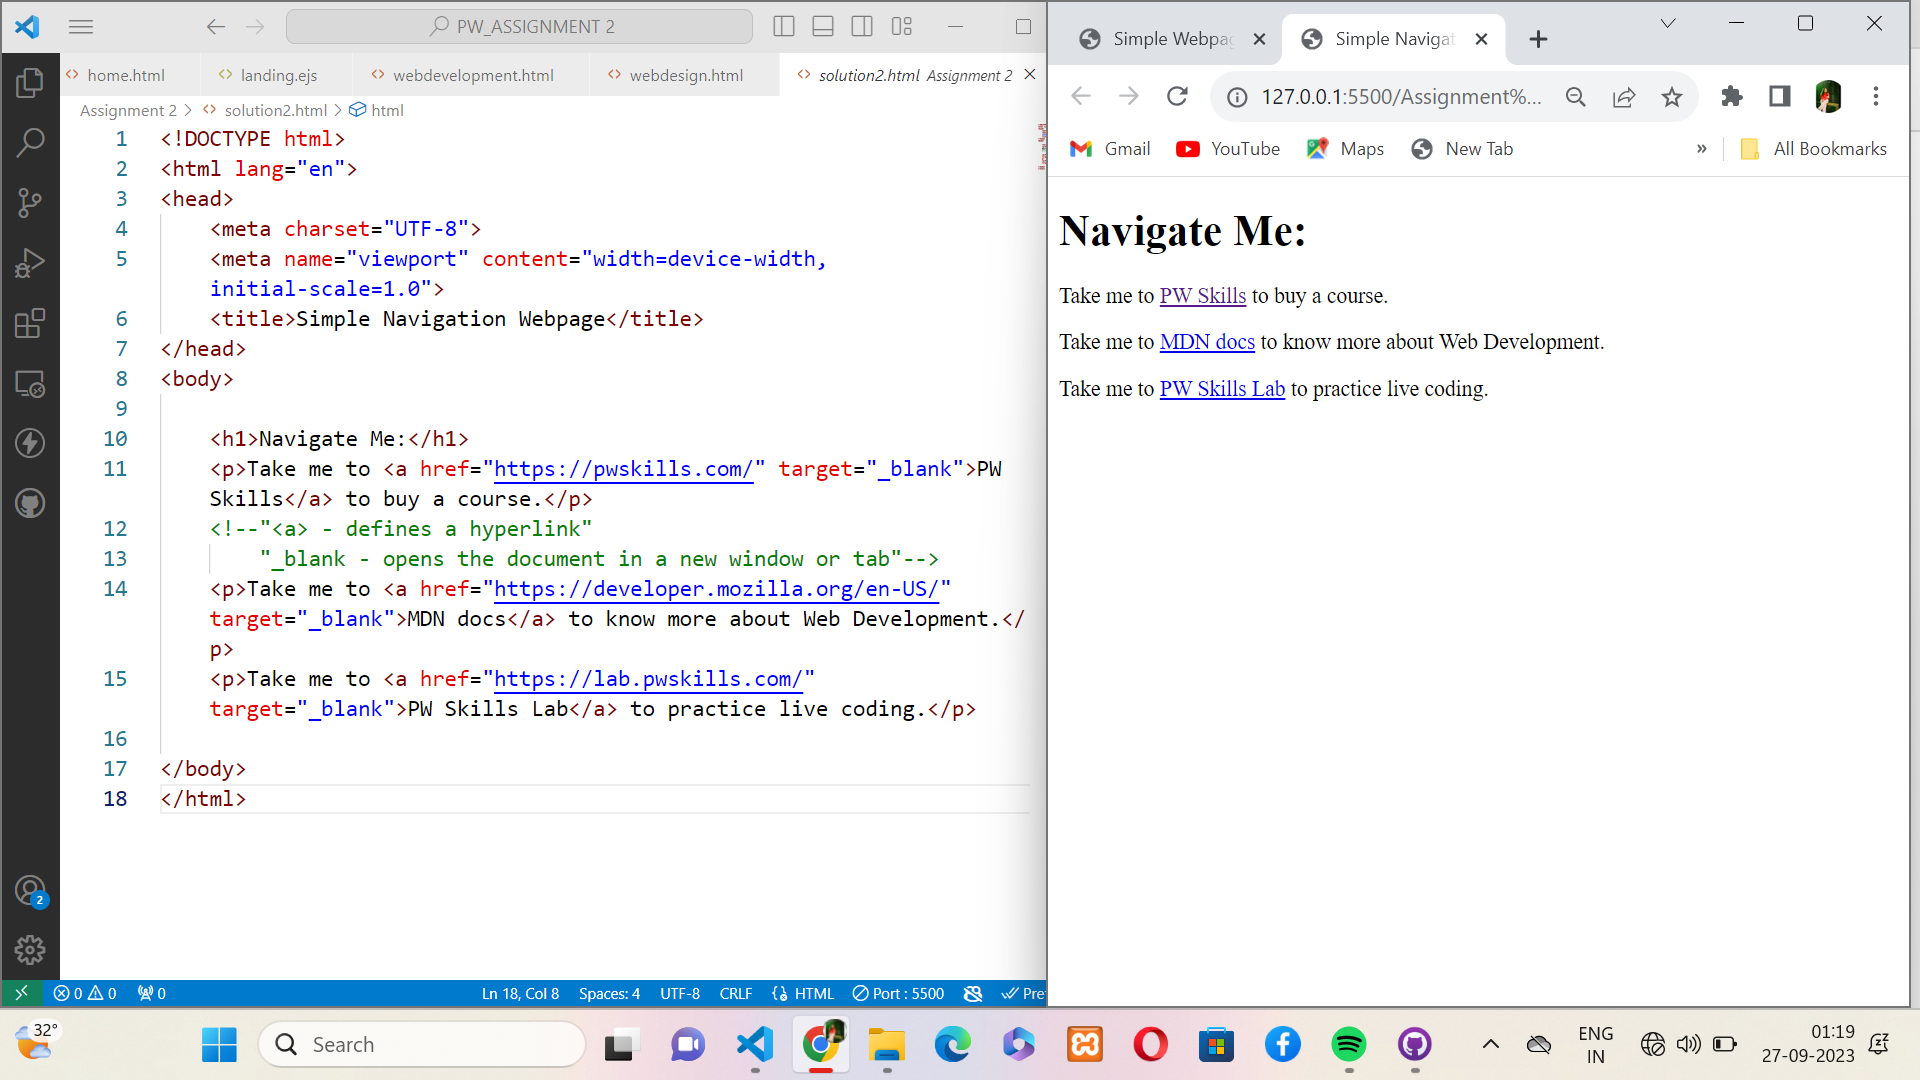 PW_ASSIGNMENT 2
home.html
landing.ejs
webdevelopment.html
webdesign.html
solution2.html Assignment 2
Assignment 2 > solution2.html > html
1 <!DOCTYPE html>
2 <html lang="en">
3 <head>
4 <meta charset="UTF-8">
5 <meta name="viewport" content="width=device-width,
initial-scale=1.0">
6 <title>Simple Navigation Webpage</title>
7 </head>
8 <body>
9
10 <h1>Navigate Me:</h1>
11 <p>Take me to <a href="https://pwskills.com/" target="_blank">PW
Skills</a> to buy a course.</p>
12 <!--"<a> - defines a hyperlink"
13 "_blank - opens the document in a new window or tab"-->
14 <p>Take me to <a href="https://developer.mozilla.org/en-US/"
target="_blank">MDN docs</a> to know more about Web Development.</
p>
15 <p>Take me to <a href="https://lab.pwskills.com/"
target="_blank">PW Skills Lab</a> to practice live coding.</p>
16
17 </body>
18 </html>
2
0 0 0
Ln 18, Col 8 Spaces: 4 UTF-8 CRLF HTML Port : 5500 Pre
Simple Webpag
Simple Navigat
127.0.0.1:5500/Assignment%...
Gmail YouTube Maps New Tab » All Bookmarks
Navigate Me:
Take me to PW Skills to buy a course.
Take me to MDN docs to know more about Web Development.
Take me to PW Skills Lab to practice live coding.
32°
Search
ENG
IN
01:19
27-09-2023